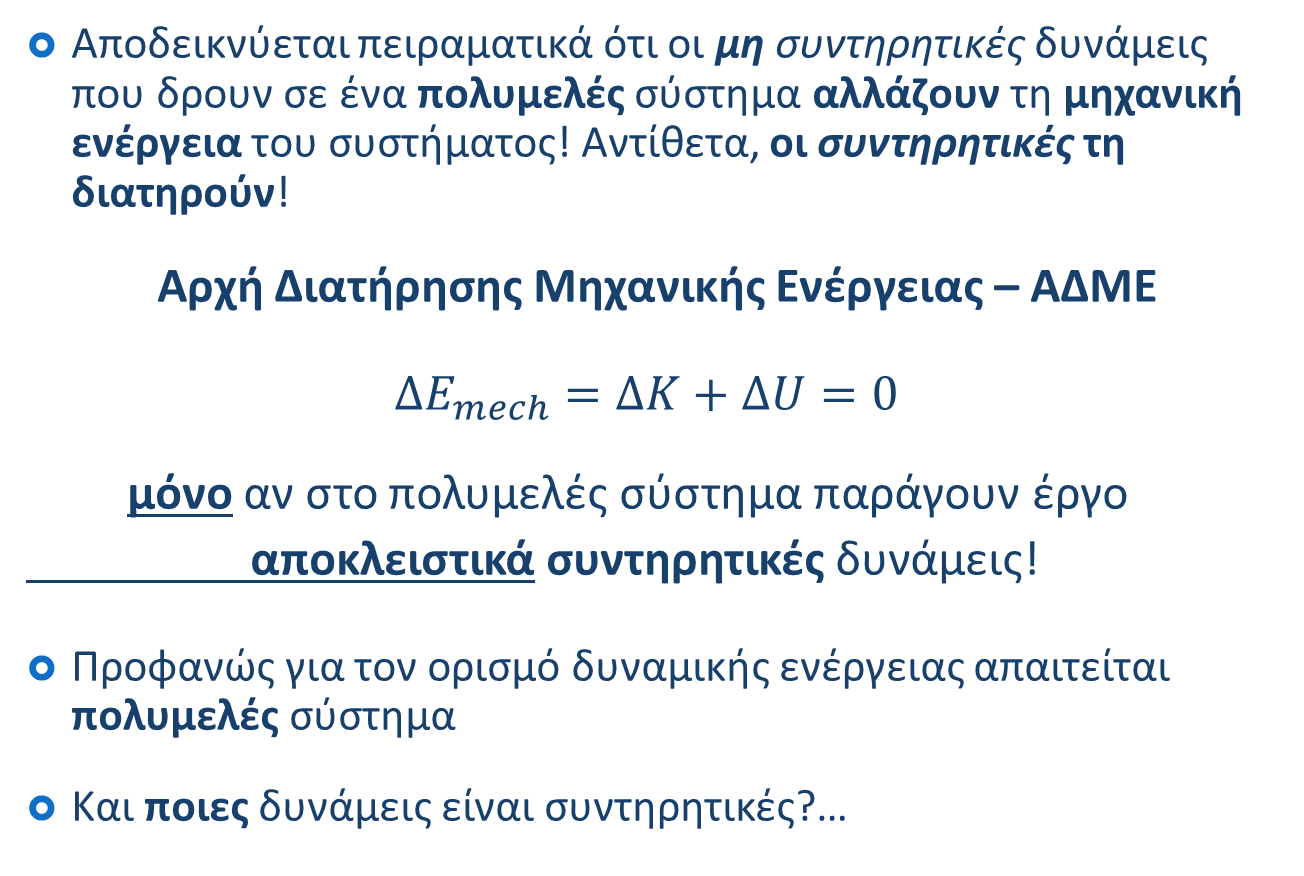 Αποδεικνύεται πειραματικά ότι οι μη συντηρητικές δυνάμεις
που δρουν σε ένα πολυμελές σύστημα αλλάζουν τη μηχανική
ενέργεια του συστήματος! Αντίθετα, οι συντηρητικές τη
διατηρούν!
Αρχή Διατήρησης Μηχανικής Ενέργειας – ΑΔΜΕ
ΔE_{mech} = ΔK + ΔU = 0
μόνο αν στο πολυμελές σύστημα παράγουν έργο
αποκλειστικά συντηρητικές δυνάμεις!
Προφανώς για τον ορισμό δυναμικής ενέργειας απαιτείται
πολυμελές σύστημα
Και ποιες δυνάμεις είναι συντηρητικές?...